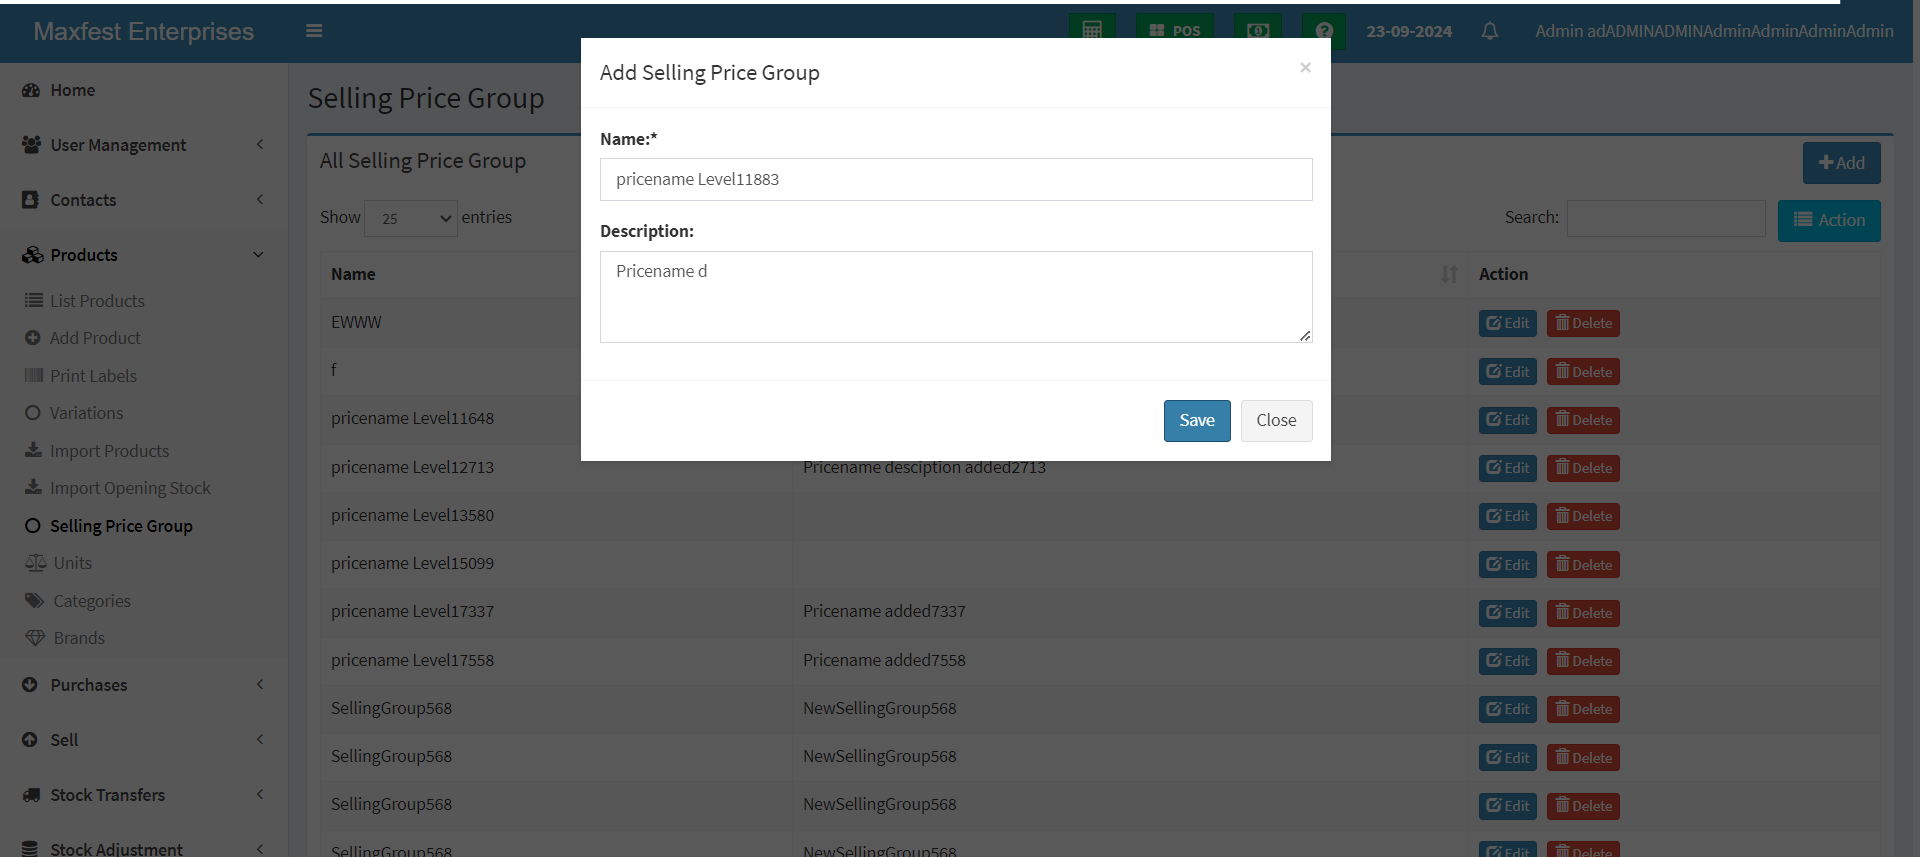 Maxfest Enterprises
POS
23-09-2024
Admin adADMINADMINAdminAdminAdminAdmin
Home
User Management
Contacts
Products
List Products
Add Product
Print Labels
Variations
Import Products
Import Opening Stock
Selling Price Group
Units
Categories
Brands
Purchases
Sell
Stock Transfers
Stock Adjustment
Selling Price Group
All Selling Price Group
Add
Show 25 entries
Search:
Action
Name
Action
EWWW
Edit Delete
f
Edit Delete
pricename Level11648
Edit Delete
pricename Level12713 Pricename desciption added2713 Edit Delete
pricename Level13580 Edit Delete
pricename Level15099 Edit Delete
pricename Level17337 Pricename added7337 Edit Delete
pricename Level17558 Pricename added7558 Edit Delete
SellingGroup568 NewSellingGroup568 Edit Delete
SellingGroup568 NewSellingGroup568 Edit Delete
SellingGroup568 NewSellingGroup568 Edit Delete
SellingGroup568 NewSellingGroup568 Edit Delete
Add Selling Price Group
×
Name:*
pricename Level11883
Description:
Pricename d
Save Close